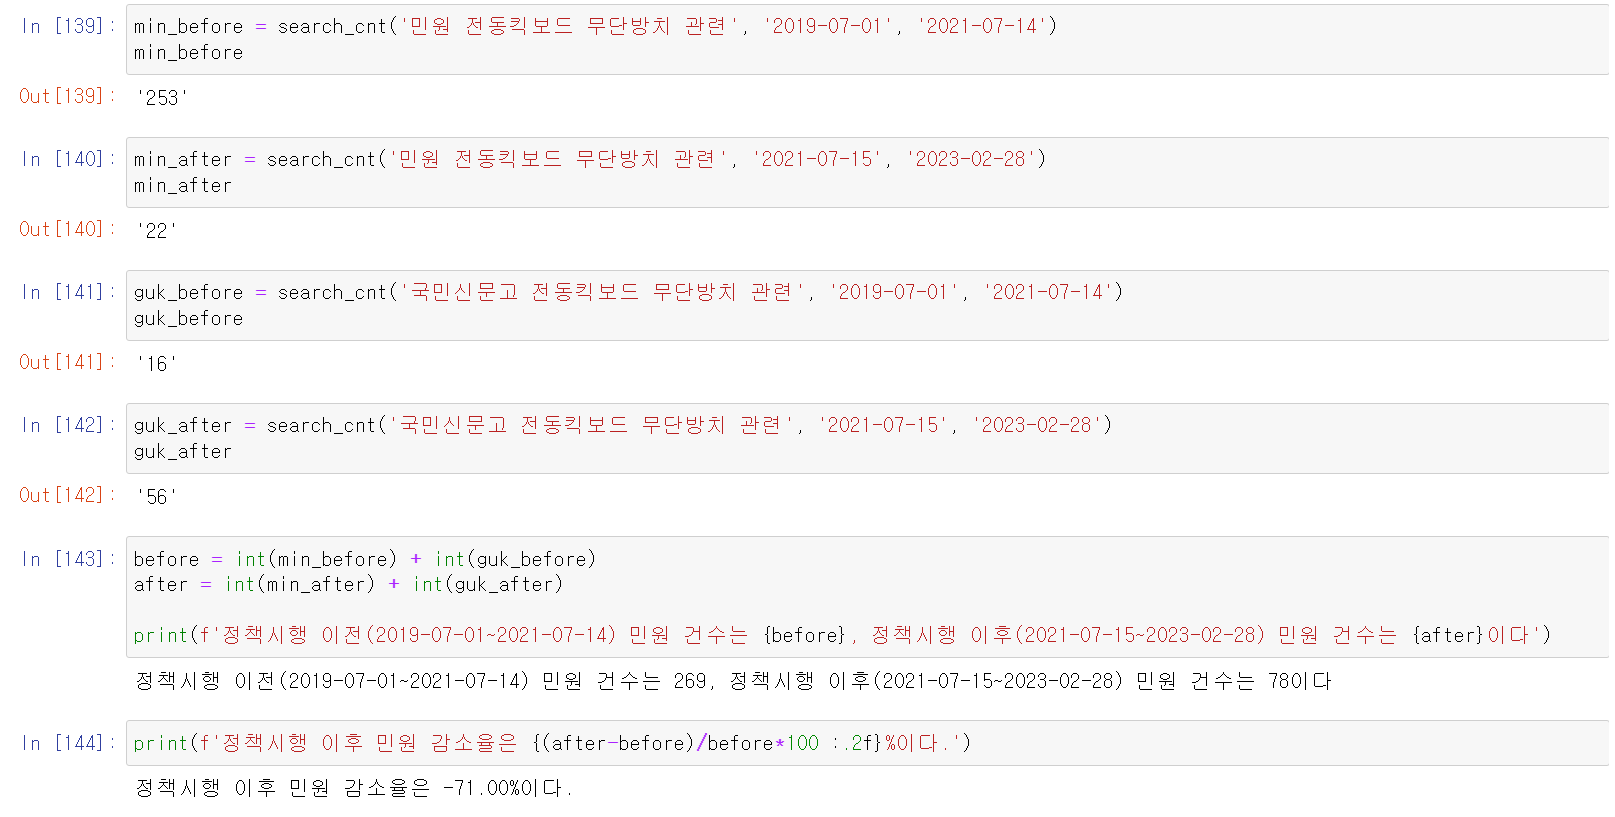 In [139]: min_before = search_cnt('민원 전동킥보드 무단방치 관련', '2019-07-01', '2021-07-14')
min_before
Out[139]: '253'
In [140]: min_after = search_cnt('민원 전동킥보드 무단방치 관련', '2021-07-15', '2023-02-28')
min_after
Out[140]: '22'
In [141]: guk_before = search_cnt('국민신문고 전동킥보드 무단방치 관련', '2019-07-01', '2021-07-14')
guk_before
Out[141]: '16'
In [142]: guk_after = search_cnt('국민신문고 전동킥보드 무단방치 관련', '2021-07-15', '2023-02-28')
guk_after
Out[142]: '56'
In [143]: before = int(min_before) + int(guk_before)
after = int(min_after) + int(guk_after)
print(f'정책시행 이전(2019-07-01~2021-07-14) 민원 건수는 {before}, 정책시행 이후(2021-07-15~2023-02-28) 민원 건수는 {after}이다')
정책시행 이전(2019-07-01~2021-07-14) 민원 건수는 269, 정책시행 이후(2021-07-15~2023-02-28) 민원 건수는 78이다
In [144]: print(f'정책시행 이후 민원 감소율은 {(after-before)/before*100 :.2f}%이다.')
정책시행 이후 민원 감소율은 -71.00%이다.